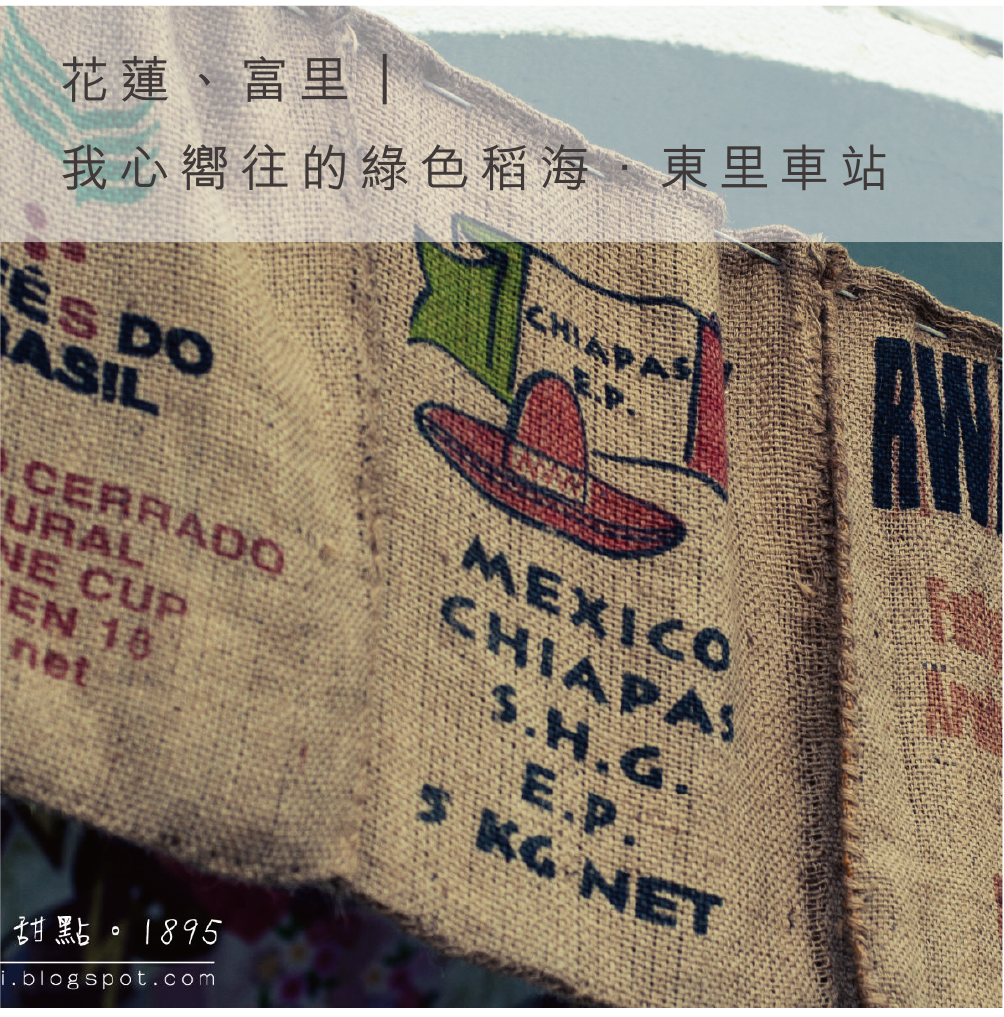 花蓮、富里|
我心嚮往的綠色稻海·東里車站
ÉS DO
ASIL
CERRADO
URAL
NE CUP
EN 18
net
CHIAPAS
E.P.
MEXICO
CHIAPAS
S.H.G.
E.P.
5 KG NET
RW
甜點。1895
i.blogspot.com